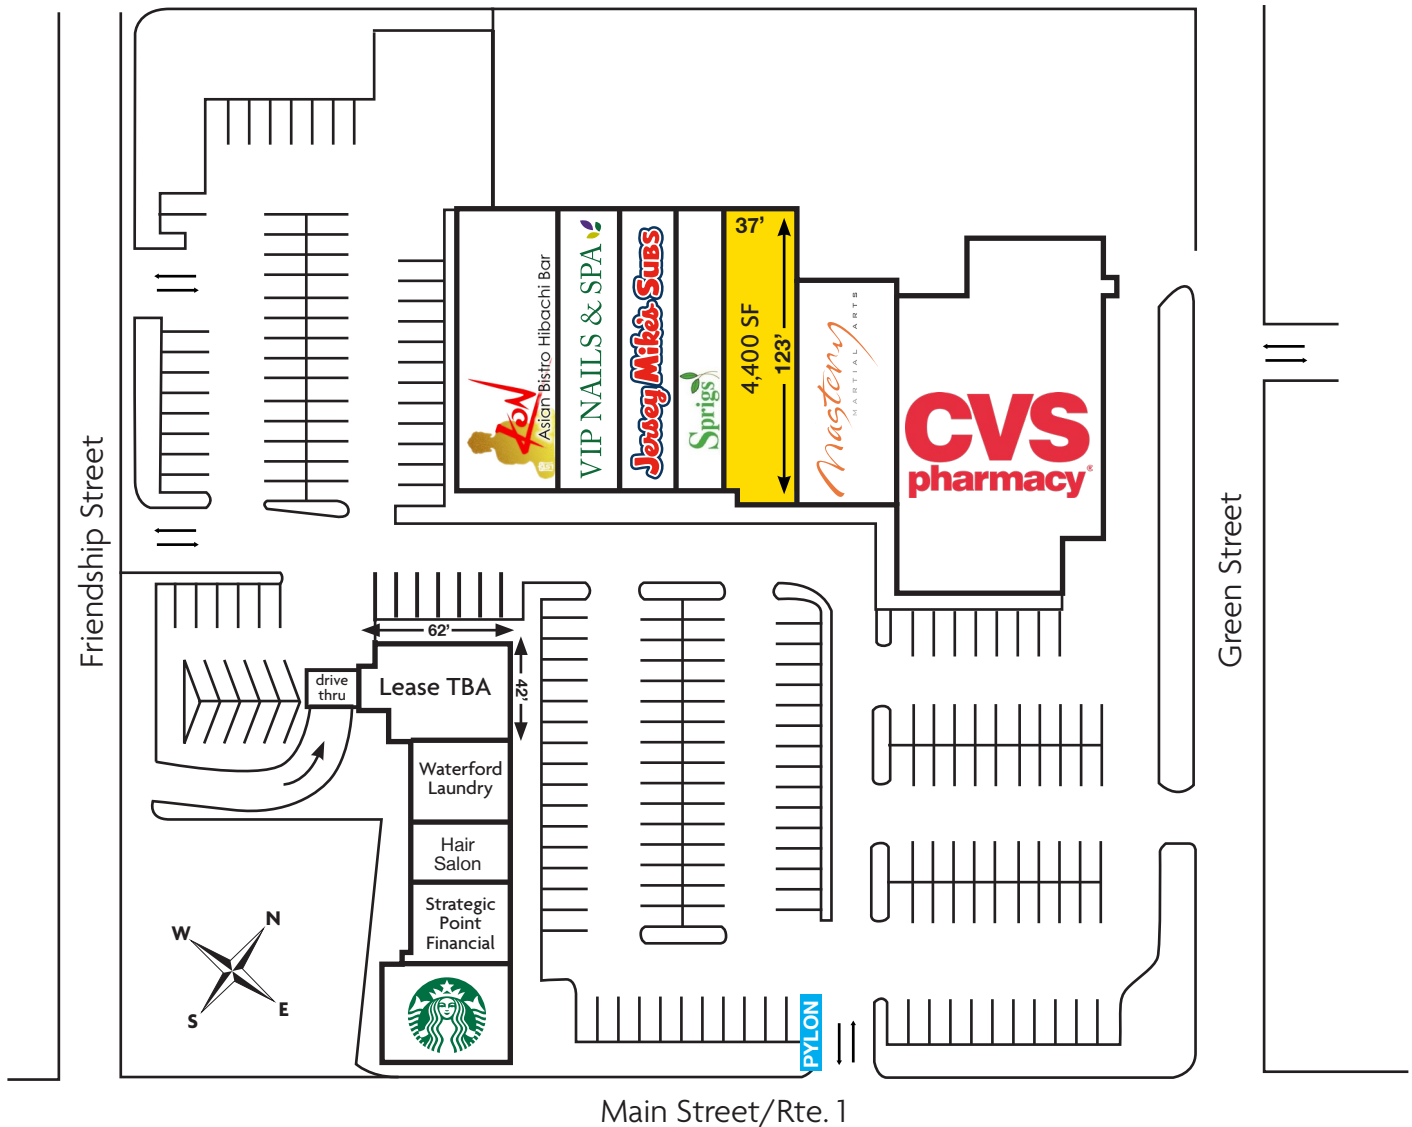 37’
4,400 SF
123’
KON
Asian Bistro Hibachi Bar
VIP NAILS & SPA
Jersey Mike's SUBS
Sprigs
Mastery
MARTIAL ARTS
CVS
pharmacy®
Friendship Street
Green Street
62’
42’
drive
thru
Lease TBA
Waterford
Laundry
Hair
Salon
Strategic
Point
Financial
N
W
E
S
PYLON
Main Street/Rte. 1